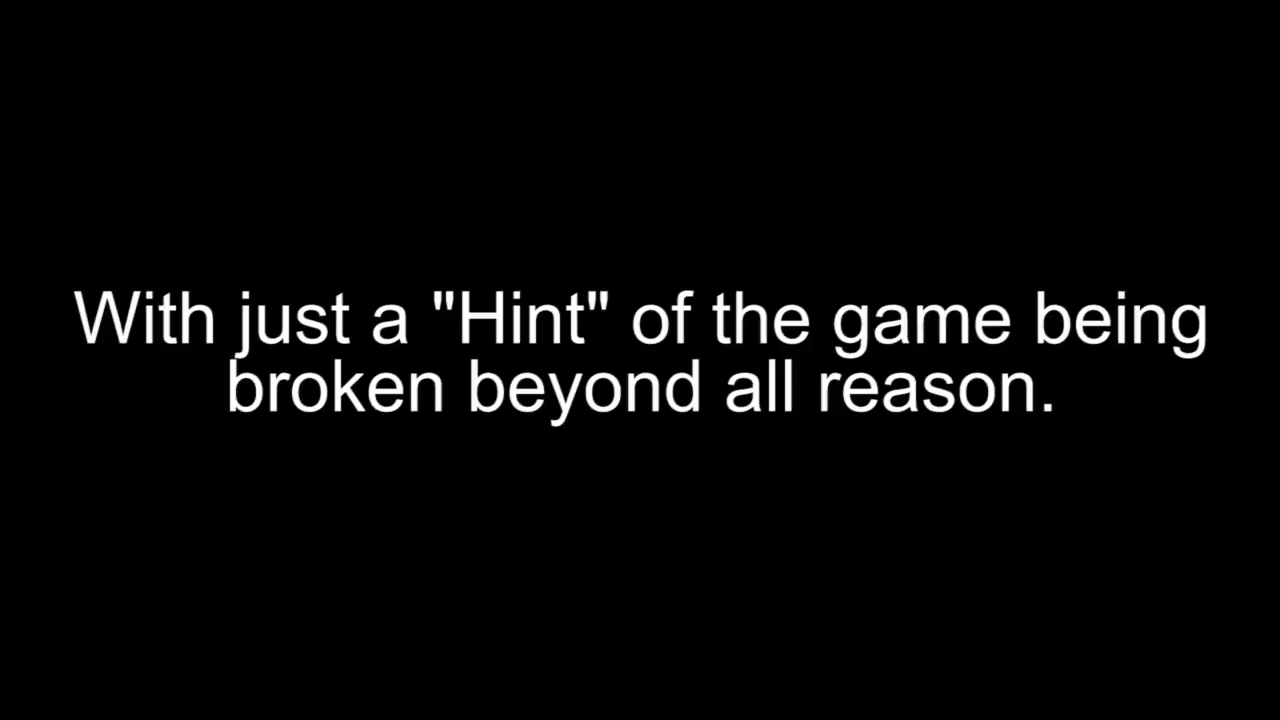 With just a "Hint" of the game being
broken beyond all reason.